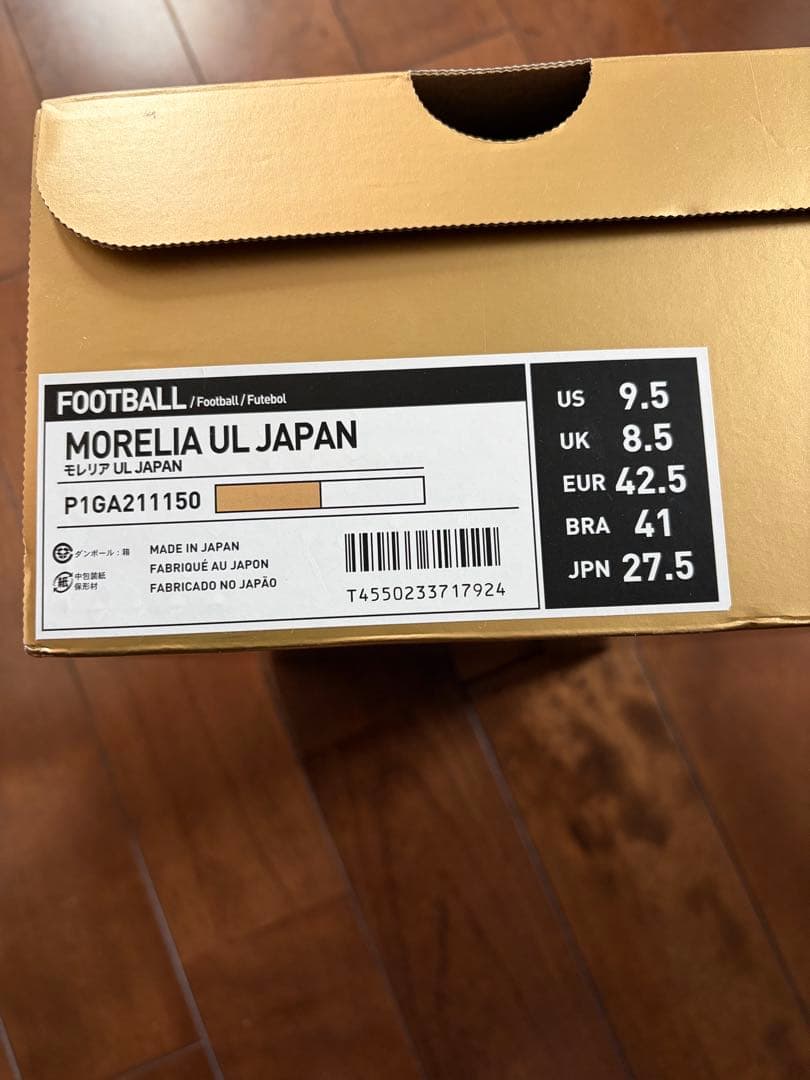 FOOTBALL / Football / Futebol
MORELIA UL JAPAN
モレリア UL JAPAN
P1GA211150
ダンボール：箱
紙
中包装紙
保形材
MADE IN JAPAN
FABRIQUÉ AU JAPON
FABRICADO NO JAPÃO
T4550233717924
US 9.5
UK 8.5
EUR 42.5
BRA 41
JPN 27.5